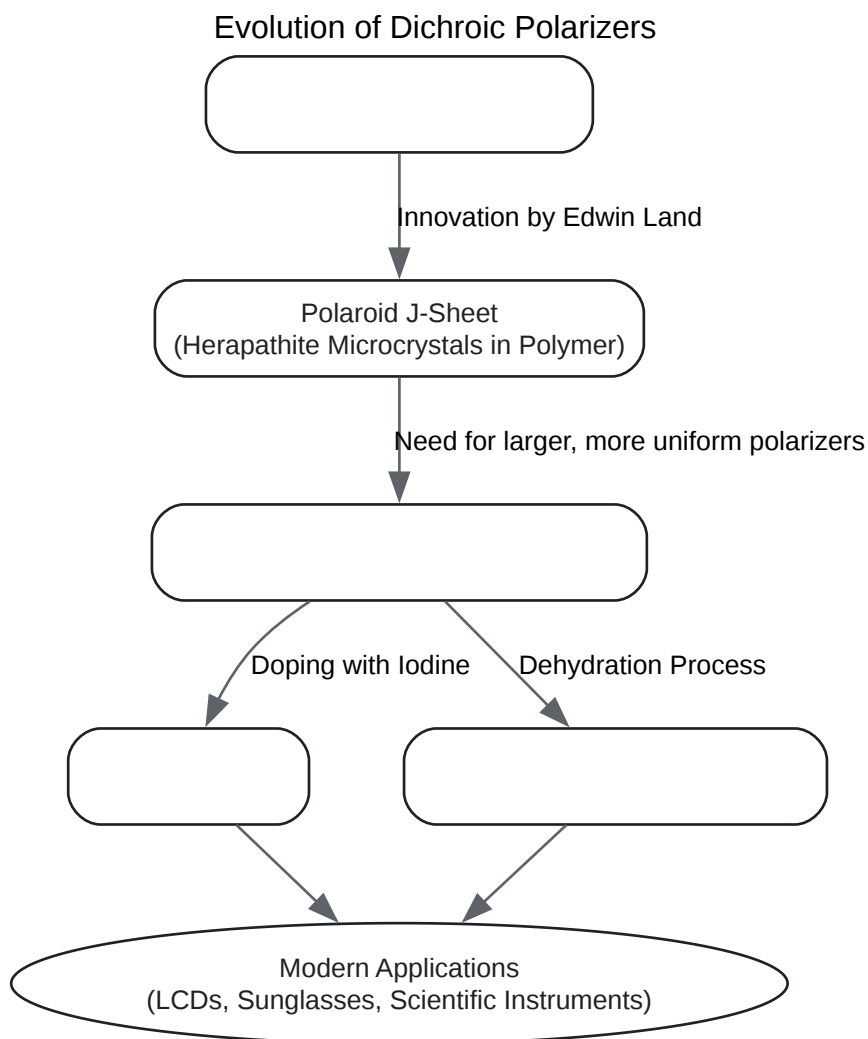 Evolution of Dichroic Polarizers
Innovation by Edwin Land
Polaroid J-Sheet
(Herapathite Microcrystals in Polymer)
Need for larger, more uniform polarizers
Doping with Iodine
Dehydration Process
Modern Applications
(LCDs, Sunglasses, Scientific Instruments)